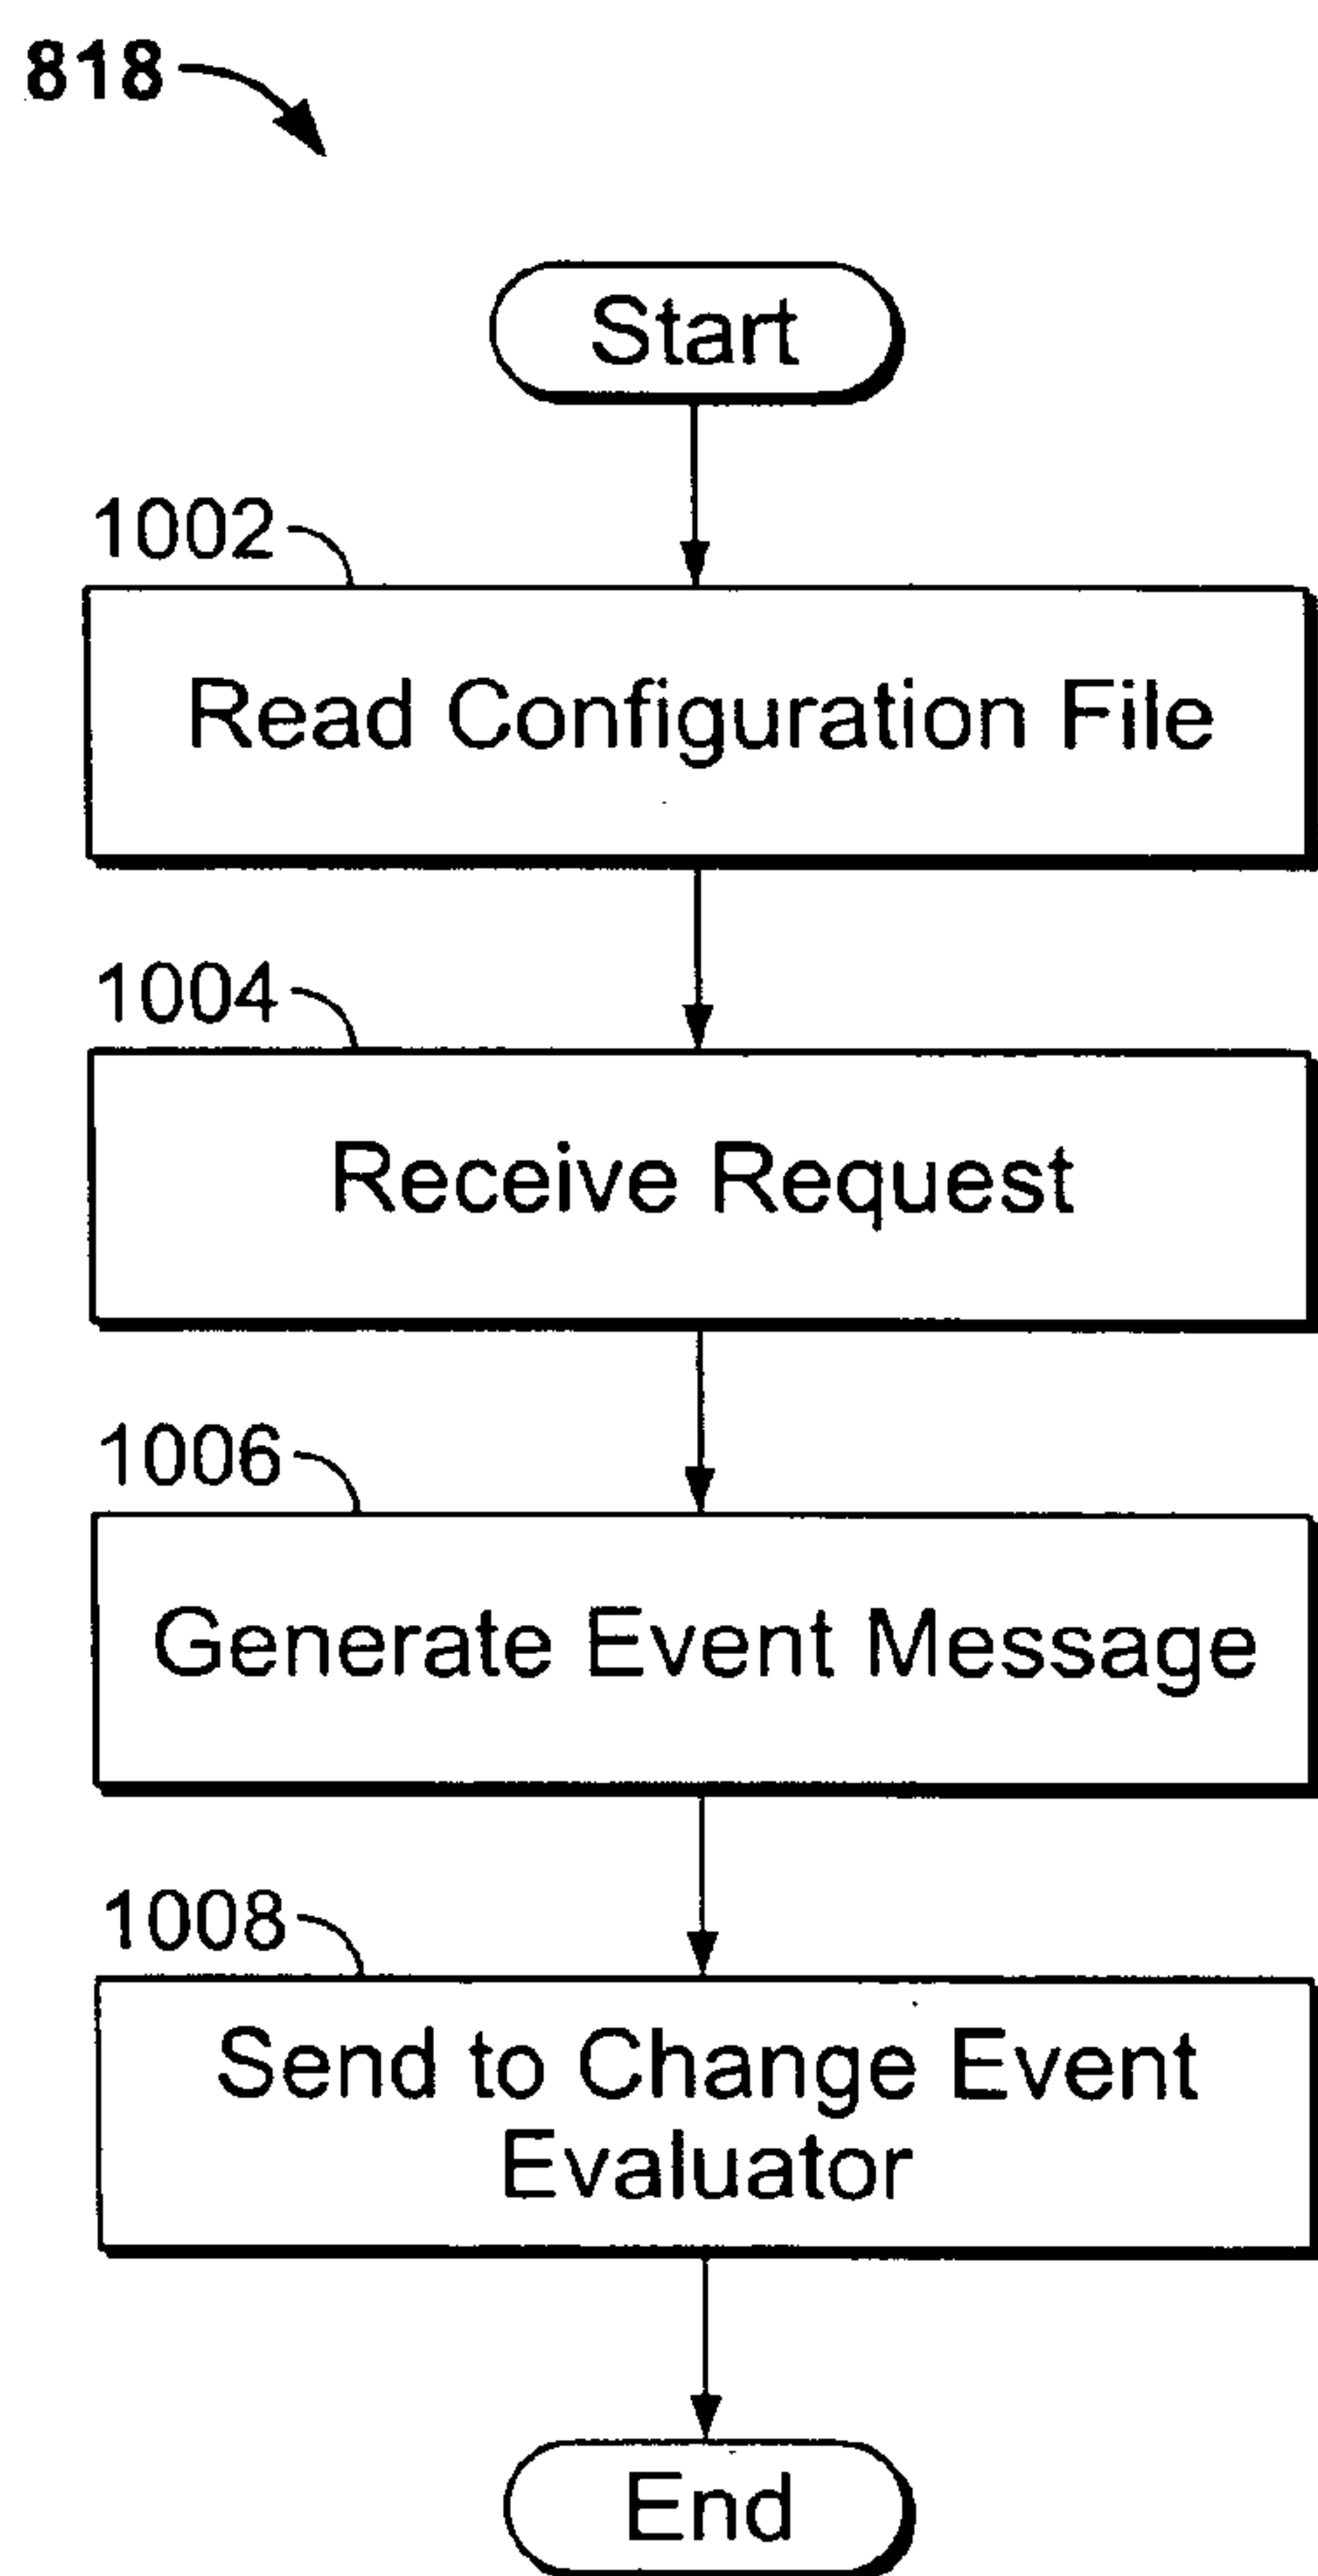 818
Start
1002
Read Configuration File
1004
Receive Request
1006
Generate Event Message
1008
Send to Change Event
Evaluator
End